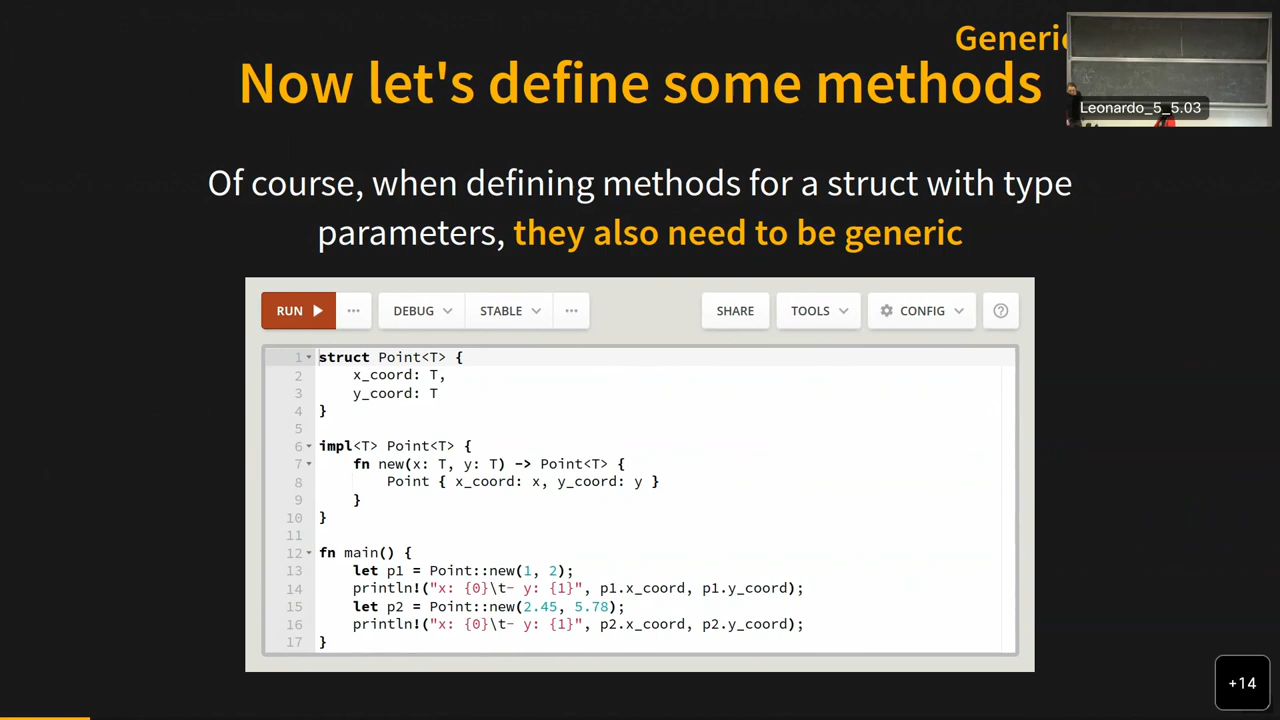 Generic
Now let's define some methods
Leonardo_5_5.03
Of course, when defining methods for a struct with type
parameters, they also need to be generic
RUN ··· DEBUG STABLE ··· SHARE TOOLS CONFIG ?
1 struct Point<T> {
2 x_coord: T,
3 y_coord: T
4 }
5
6 impl<T> Point<T> {
7 fn new(x: T, y: T) -> Point<T> {
8 Point { x_coord: x, y_coord: y }
9 }
10 }
11
12 fn main() {
13 let p1 = Point::new(1, 2);
14 println!("x: {0}\t- y: {1}", p1.x_coord, p1.y_coord);
15 let p2 = Point::new(2.45, 5.78);
16 println!("x: {0}\t- y: {1}", p2.x_coord, p2.y_coord);
17 }
+14